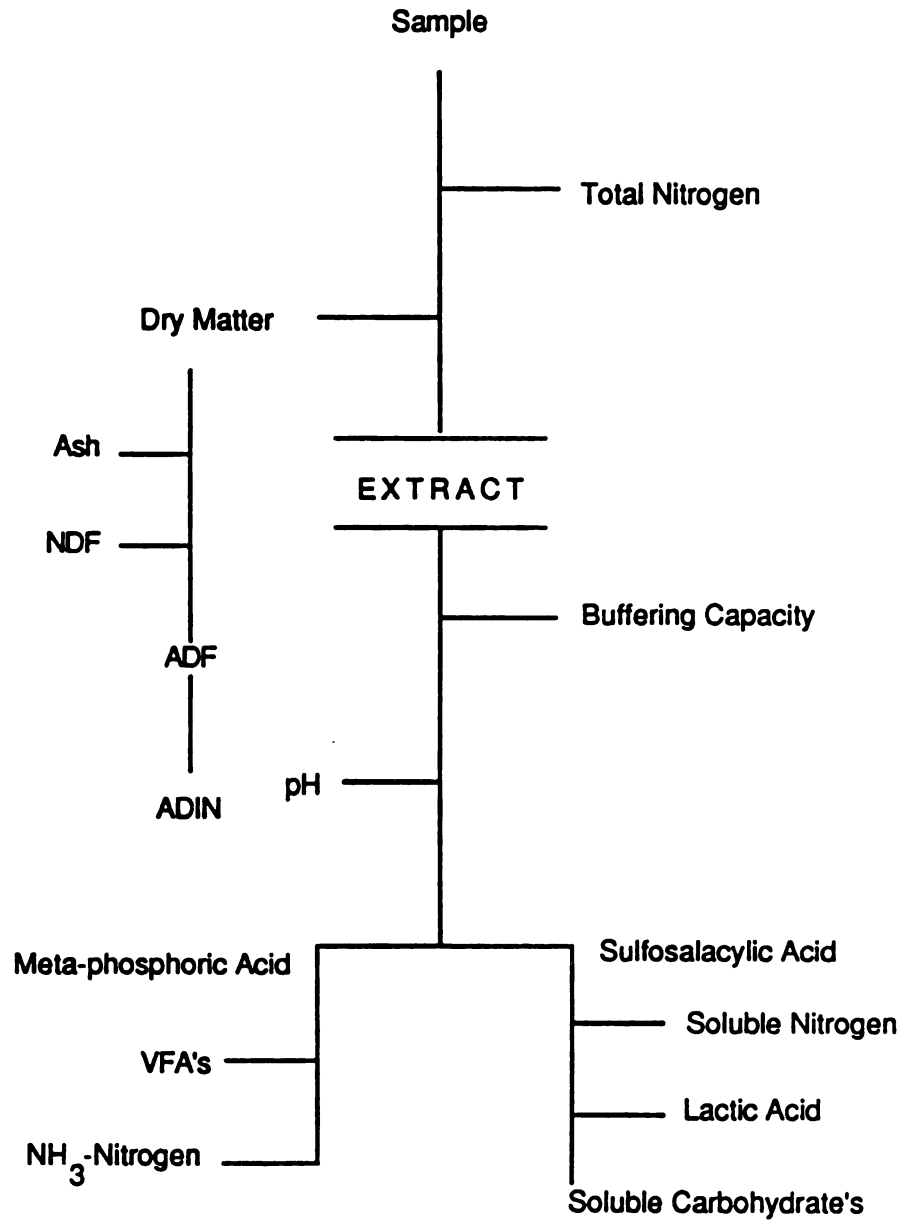 Sample
Total Nitrogen
Dry Matter
Ash
EXTRACT
NDF
Buffering Capacity
ADF
pH
ADIN
Meta-phosphoric Acid
Sulfosalacylic Acid
Soluble Nitrogen
VFA's
Lactic Acid
NH3-Nitrogen
Soluble Carbohydrate's